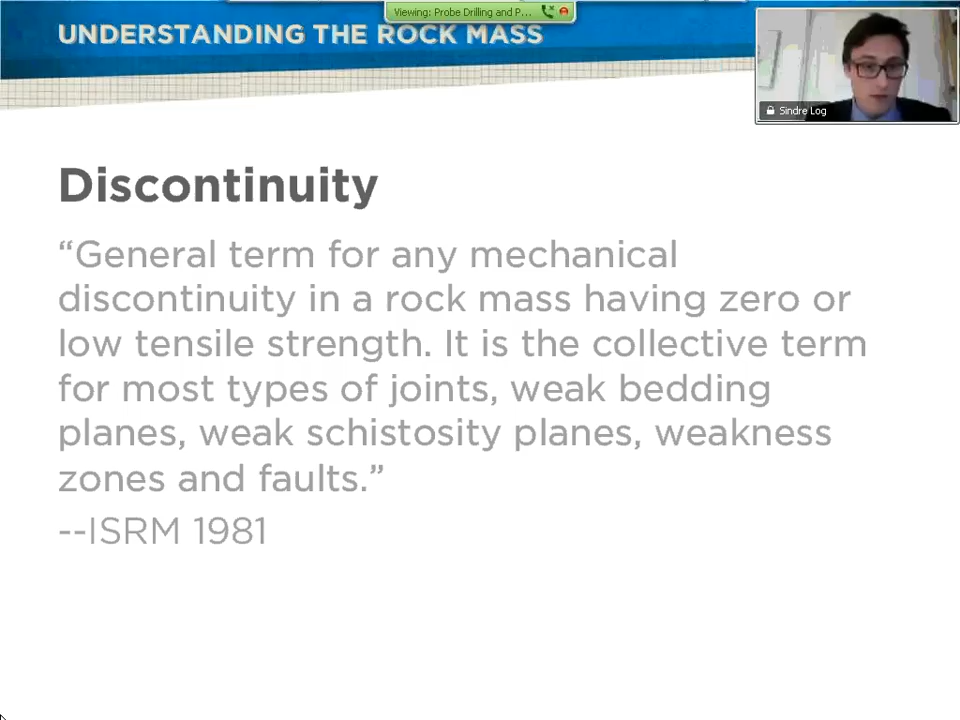 Viewing: Probe Drilling and P...
UNDERSTANDING THE ROCK MASS
Sindre Log
Discontinuity
“General term for any mechanical
discontinuity in a rock mass having zero or
low tensile strength. It is the collective term
for most types of joints, weak bedding
planes, weak schistosity planes, weakness
zones and faults.”
--ISRM 1981